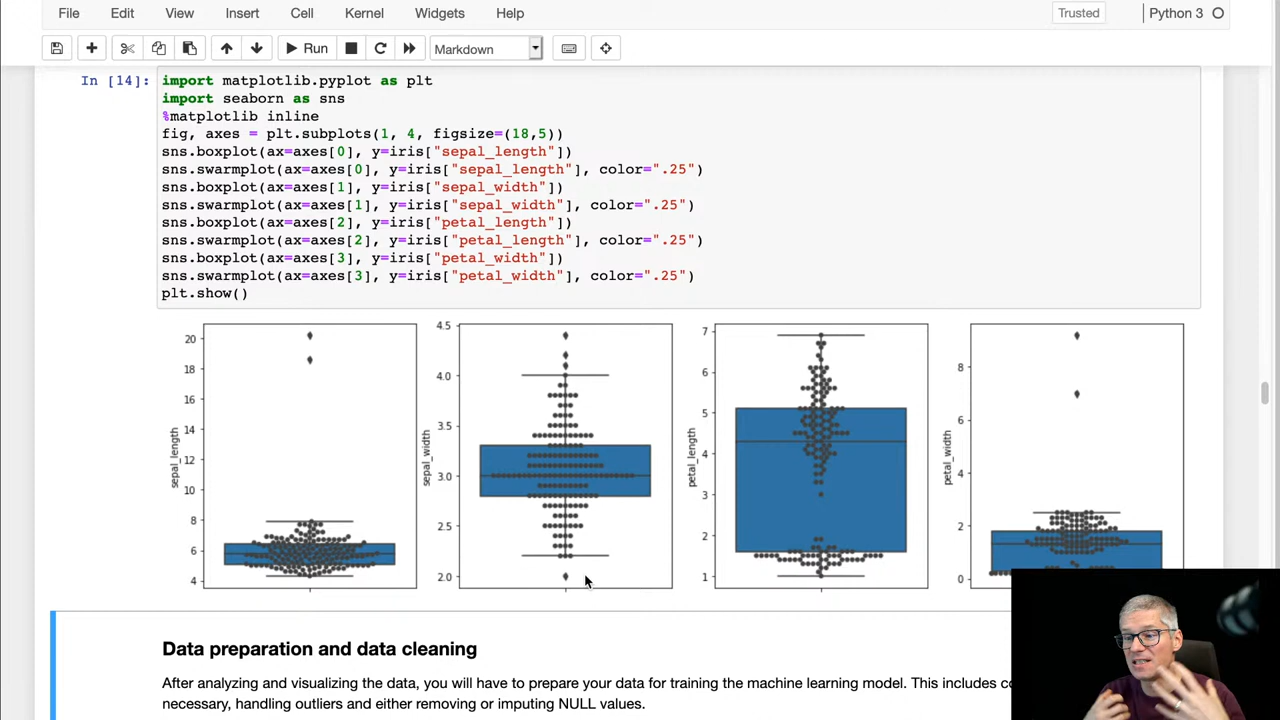 File Edit View Insert Cell Kernel Widgets Help Trusted Python 3
Run Markdown
In [14]: import matplotlib.pyplot as plt
import seaborn as sns
%matplotlib inline
fig, axes = plt.subplots(1, 4, figsize=(18,5))
sns.boxplot(ax=axes[0], y=iris["sepal_length"])
sns.swarmplot(ax=axes[0], y=iris["sepal_length"], color=".25")
sns.boxplot(ax=axes[1], y=iris["sepal_width"])
sns.swarmplot(ax=axes[1], y=iris["sepal_width"], color=".25")
sns.boxplot(ax=axes[2], y=iris["petal_length"])
sns.swarmplot(ax=axes[2], y=iris["petal_length"], color=".25")
sns.boxplot(ax=axes[3], y=iris["petal_width"])
sns.swarmplot(ax=axes[3], y=iris["petal_width"], color=".25")
plt.show()
sepal_length
20
18
16
14
12
10
8
6
4
sepal_width
4.5
4.0
3.5
3.0
2.5
2.0
petal_length
7
6
5
4
3
2
1
petal_width
8
6
4
2
0
Data preparation and data cleaning
After analyzing and visualizing the data, you will have to prepare your data for training the machine learning model. This includes
necessary, handling outliers and either removing or imputing NULL values.